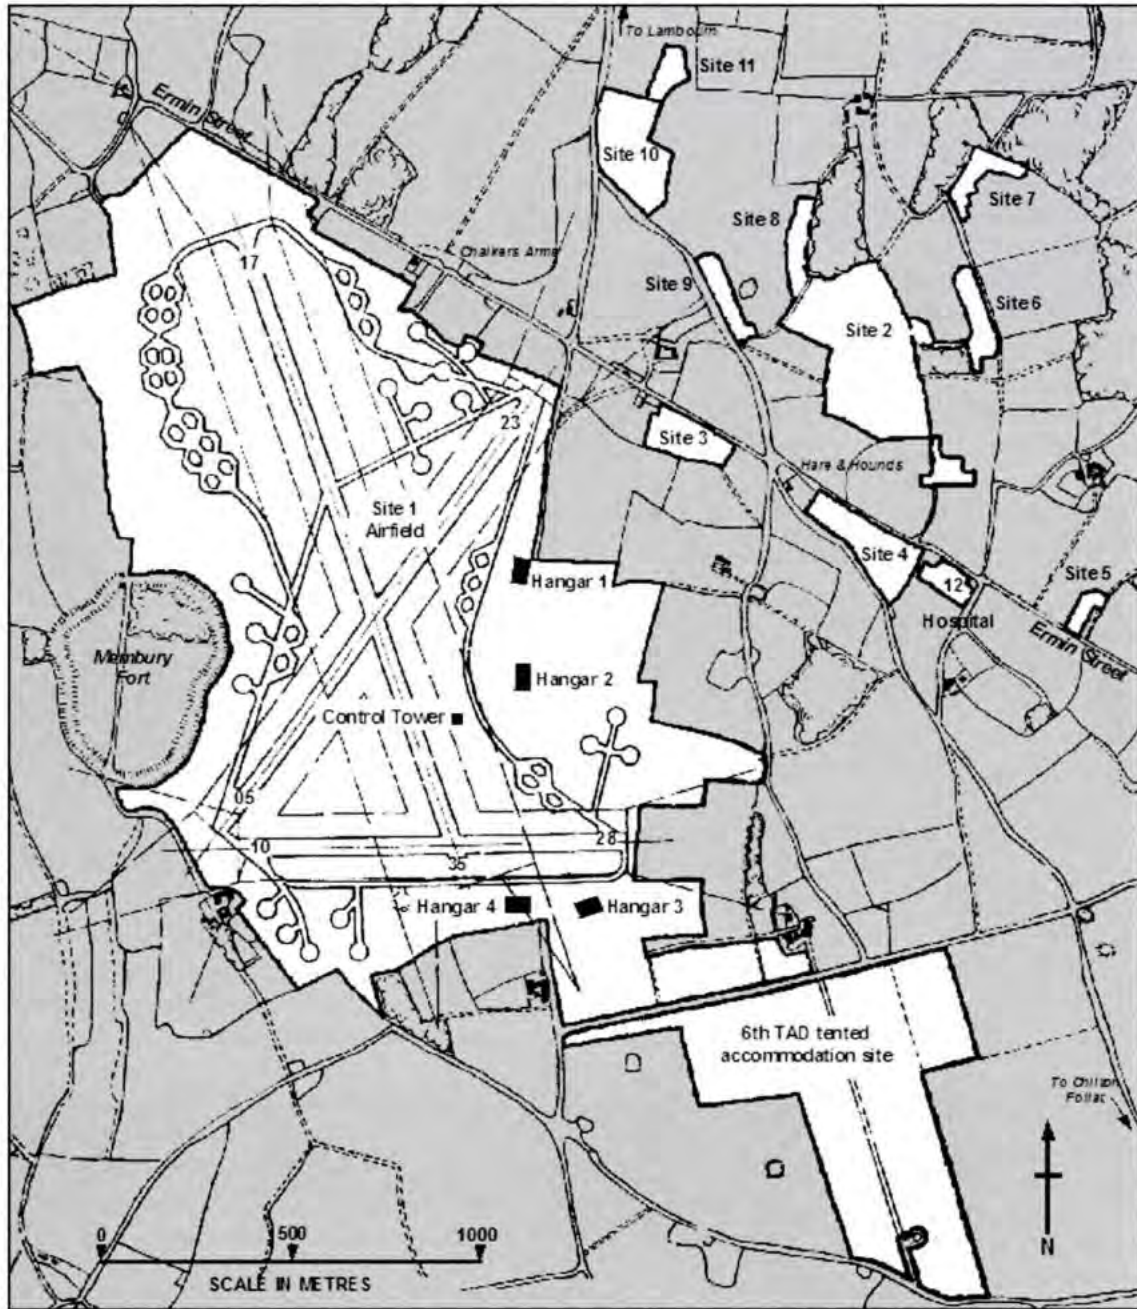 To Lambourn
Site 11
Ermin Street
Site 10
Site 7
Site 8
Chalkers Arms
17
Site 9
Site 6
Site 2
23
Site 3
Hare & Hounds
Site 1
Airfield
Site 4
Hangar 1
Site 5
12
Hospital
Ermin Street
Membury
Fort
Hangar 2
Control Tower
05
10
28
35
Hangar 4
Hangar 3
6th TAD tented
accommodation site
To Chilton
Foliat
0
500
1000
SCALE IN METRES
N